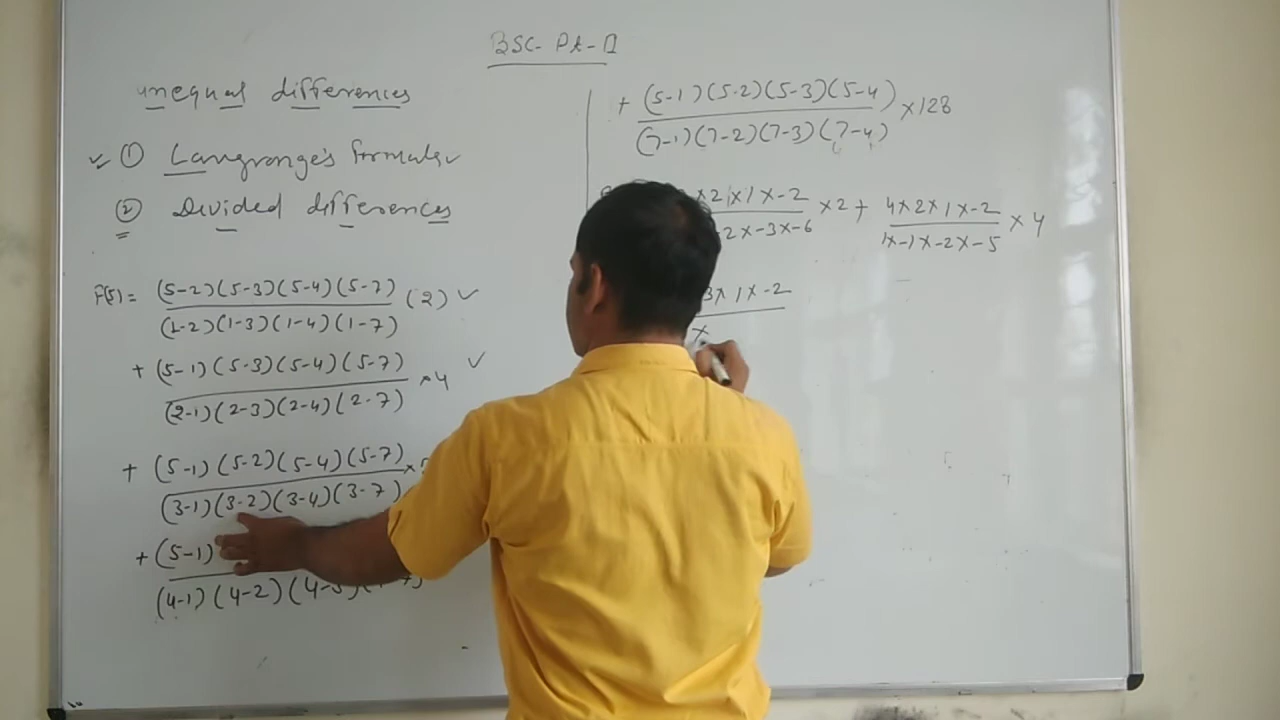 BSC- Pt-II
unequal differences
① Langronge's formula
② Divided differences
F(5) = (5-2)(5-3)(5-4)(5-7) (2)
(1-2)(1-3)(1-4)(1-7)
+ (5-1)(5-3)(5-4)(5-7) ×4
(2-1)(2-3)(2-4)(2-7)
+ (5-1)(5-2)(5-4)(5-7) ×
(3-1)(3-2)(3-4)(3-7)
+ (5-1)
(4-1)(4-2)(4-
+ (5-1)(5-2)(5-3)(5-4) ×128
(7-1)(7-2)(7-3)(7-4)
×2×1×-2 ×2 + 4×2×1×-2 ×4
2×-3×-6 1×-1×-2×-5
3×1×-2
×